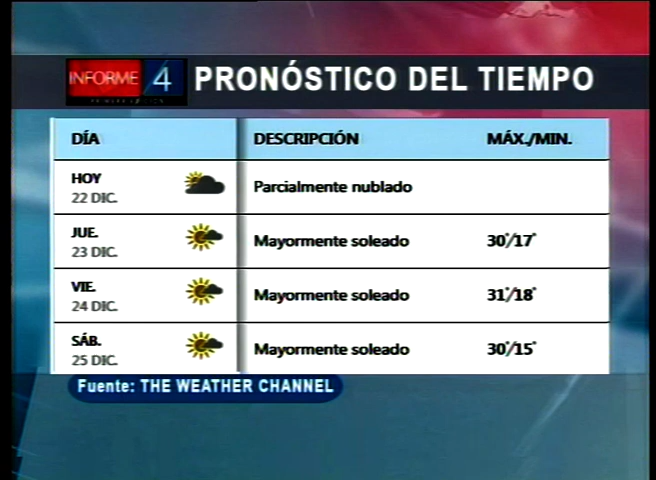 INFORME 4
PRIMERA EDICIÓN
PRONÓSTICO DEL TIEMPO
DÍA DESCRIPCIÓN MÁX./MIN.
HOY
22 DIC. Parcialmente nublado
JUE.
23 DIC. Mayormente soleado 30°/17°
VIE.
24 DIC. Mayormente soleado 31°/18°
SÁB.
25 DIC. Mayormente soleado 30°/15°
Fuente: THE WEATHER CHANNEL